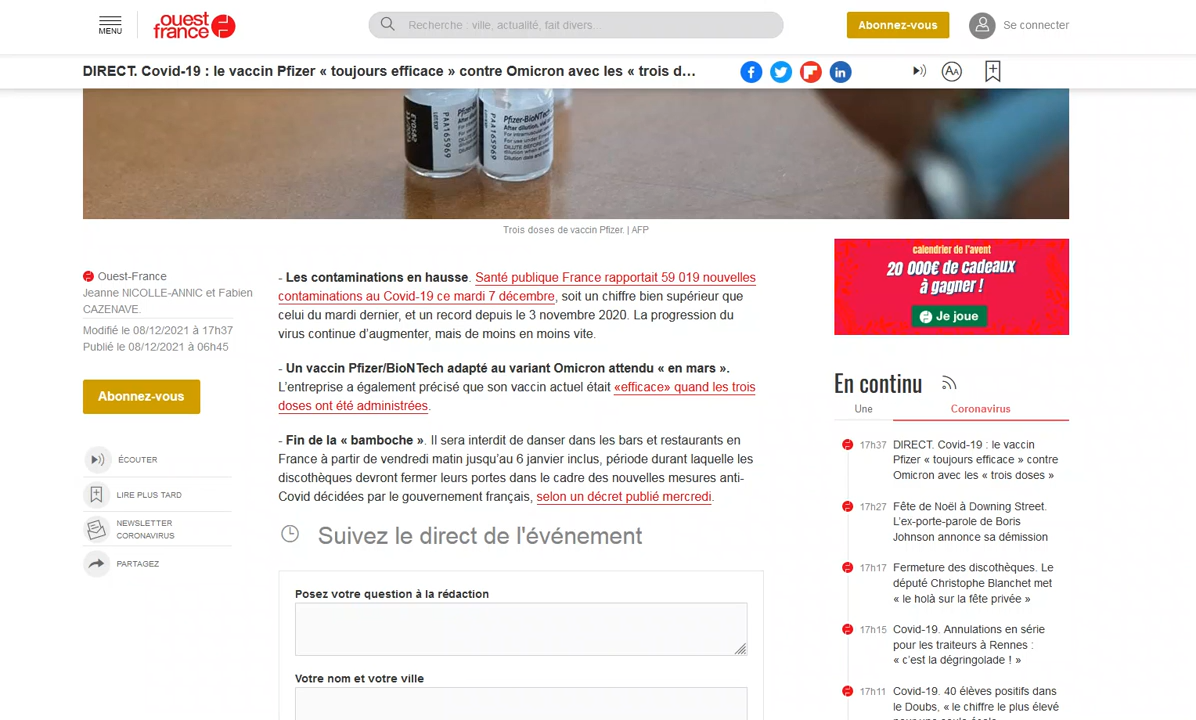 MENU
ouest
france
Recherche : ville, actualité, fait divers...
Abonnez-vous
Se connecter
DIRECT. Covid-19 : le vaccin Pfizer « toujours efficace » contre Omicron avec les « trois d...
AA
PAA165969
PAA165969
Pfizer-BioNTech
After dilution
Trois doses de vaccin Pfizer. | AFP
Ouest-France
Jeanne NICOLLE-ANNIC et Fabien
CAZENAVE.
Modifié le 08/12/2021 à 17h37
Publié le 08/12/2021 à 06h45
Abonnez-vous
ÉCOUTER
LIRE PLUS TARD
NEWSLETTER
CORONAVIRUS
PARTAGEZ
- Les contaminations en hausse. Santé publique France rapportait 59 019 nouvelles
contaminations au Covid-19 ce mardi 7 décembre, soit un chiffre bien supérieur que
celui du mardi dernier, et un record depuis le 3 novembre 2020. La progression du
virus continue d’augmenter, mais de moins en moins vite.
- Un vaccin Pfizer/BioNTech adapté au variant Omicron attendu « en mars ».
L’entreprise a également précisé que son vaccin actuel était «efficace» quand les trois
doses ont été administrées.
- Fin de la « bamboche ». Il sera interdit de danser dans les bars et restaurants en
France à partir de vendredi matin jusqu’au 6 janvier inclus, période durant laquelle les
discothèques devront fermer leurs portes dans le cadre des nouvelles mesures anti-
Covid décidées par le gouvernement français, selon un décret publié mercredi.
Suivez le direct de l'événement
Posez votre question à la rédaction
Votre nom et votre ville
calendrier de l'avent
20 000€ de cadeaux
à gagner !
Je joue
En continu
Une
Coronavirus
17h37 DIRECT. Covid-19 : le vaccin
Pfizer « toujours efficace » contre
Omicron avec les « trois doses »
17h27 Fête de Noël à Downing Street.
L’ex-porte-parole de Boris
Johnson annonce sa démission
17h17 Fermeture des discothèques. Le
député Christophe Blanchet met
« le holà sur la fête privée »
17h15 Covid-19. Annulations en série
pour les traiteurs à Rennes :
« c’est la dégringolade ! »
17h11 Covid-19. 40 élèves positifs dans
le Doubs, « le chiffre le plus élevé